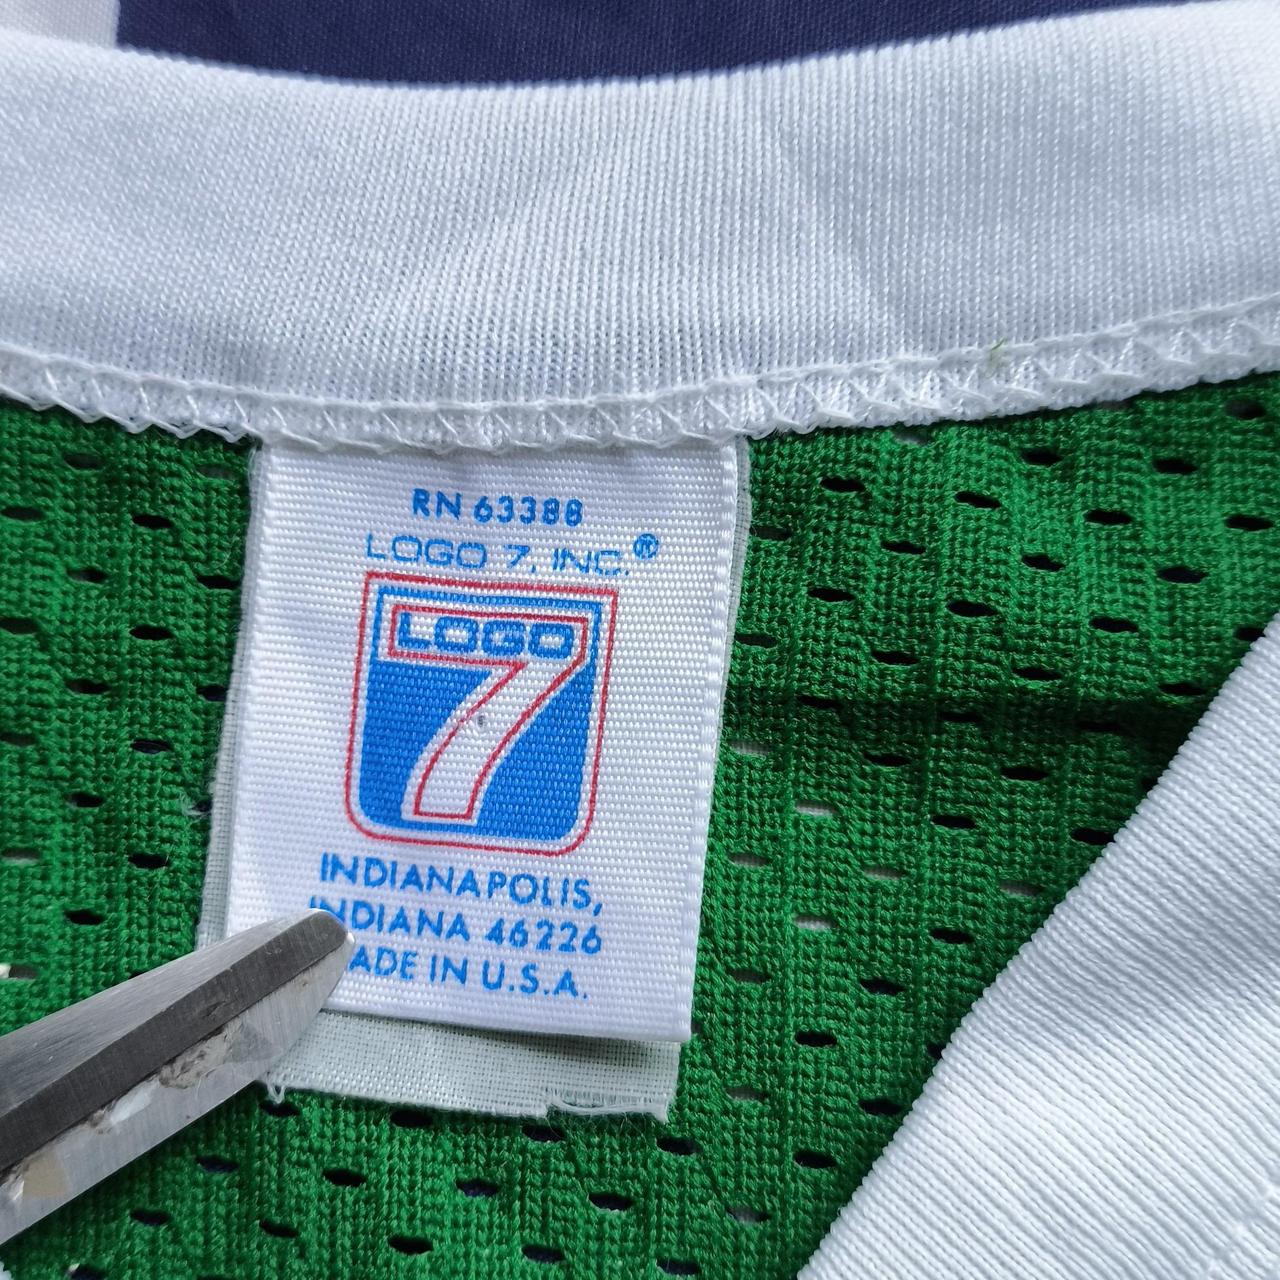 RN 63388
LOGO 7, INC.®
LOGO
7
INDIANAPOLIS,
INDIANA 46226
ADE IN U.S.A.